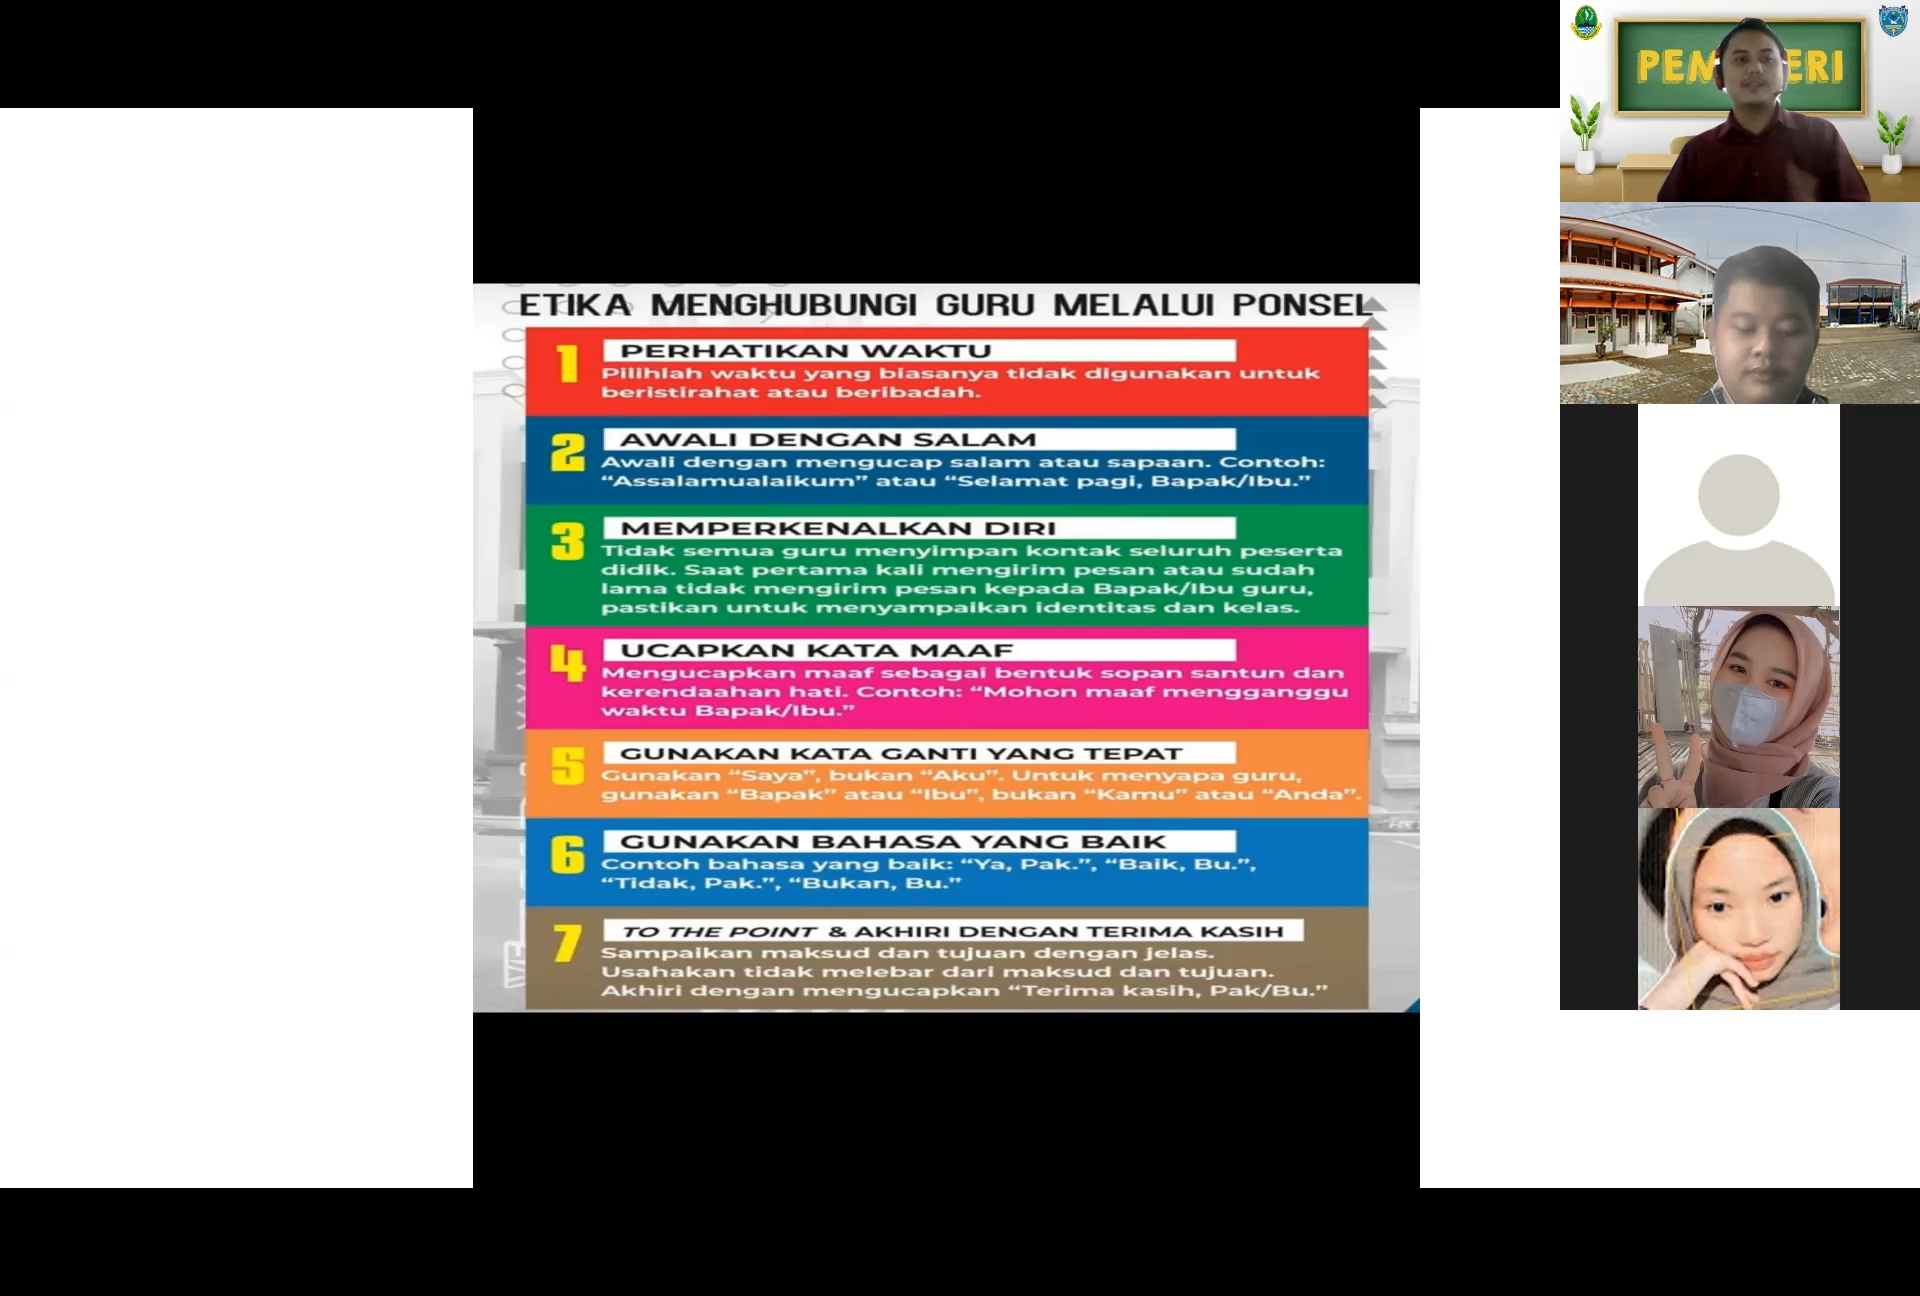 ETIKA MENGHUBUNGI GURU MELALUI PONSEL
1 PERHATIKAN WAKTU
Pilihlah waktu yang biasanya tidak digunakan untuk
beristirahat atau beribadah.
2 AWALI DENGAN SALAM
Awali dengan mengucap salam atau sapaan. Contoh:
“Assalamualaikum” atau “Selamat pagi, Bapak/Ibu.”
3 MEMPERKENALKAN DIRI
Tidak semua guru menyimpan kontak seluruh peserta
didik. Saat pertama kali mengirim pesan atau sudah
lama tidak mengirim pesan kepada Bapak/Ibu guru,
pastikan untuk menyampaikan identitas dan kelas.
4 UCAPKAN KATA MAAF
Mengucapkan maaf sebagai bentuk sopan santun dan
kerendaahan hati. Contoh: “Mohon maaf mengganggu
waktu Bapak/Ibu.”
5 GUNAKAN KATA GANTI YANG TEPAT
Gunakan “Saya”, bukan “Aku”. Untuk menyapa guru,
gunakan “Bapak” atau “Ibu”, bukan “Kamu” atau “Anda”.
6 GUNAKAN BAHASA YANG BAIK
Contoh bahasa yang baik: “Ya, Pak.”, “Baik, Bu.”,
“Tidak, Pak.”, “Bukan, Bu.”
7 TO THE POINT & AKHIRI DENGAN TERIMA KASIH
Sampaikan maksud dan tujuan dengan jelas.
Usahakan tidak melebar dari maksud dan tujuan.
Akhiri dengan mengucapkan “Terima kasih, Pak/Bu.”